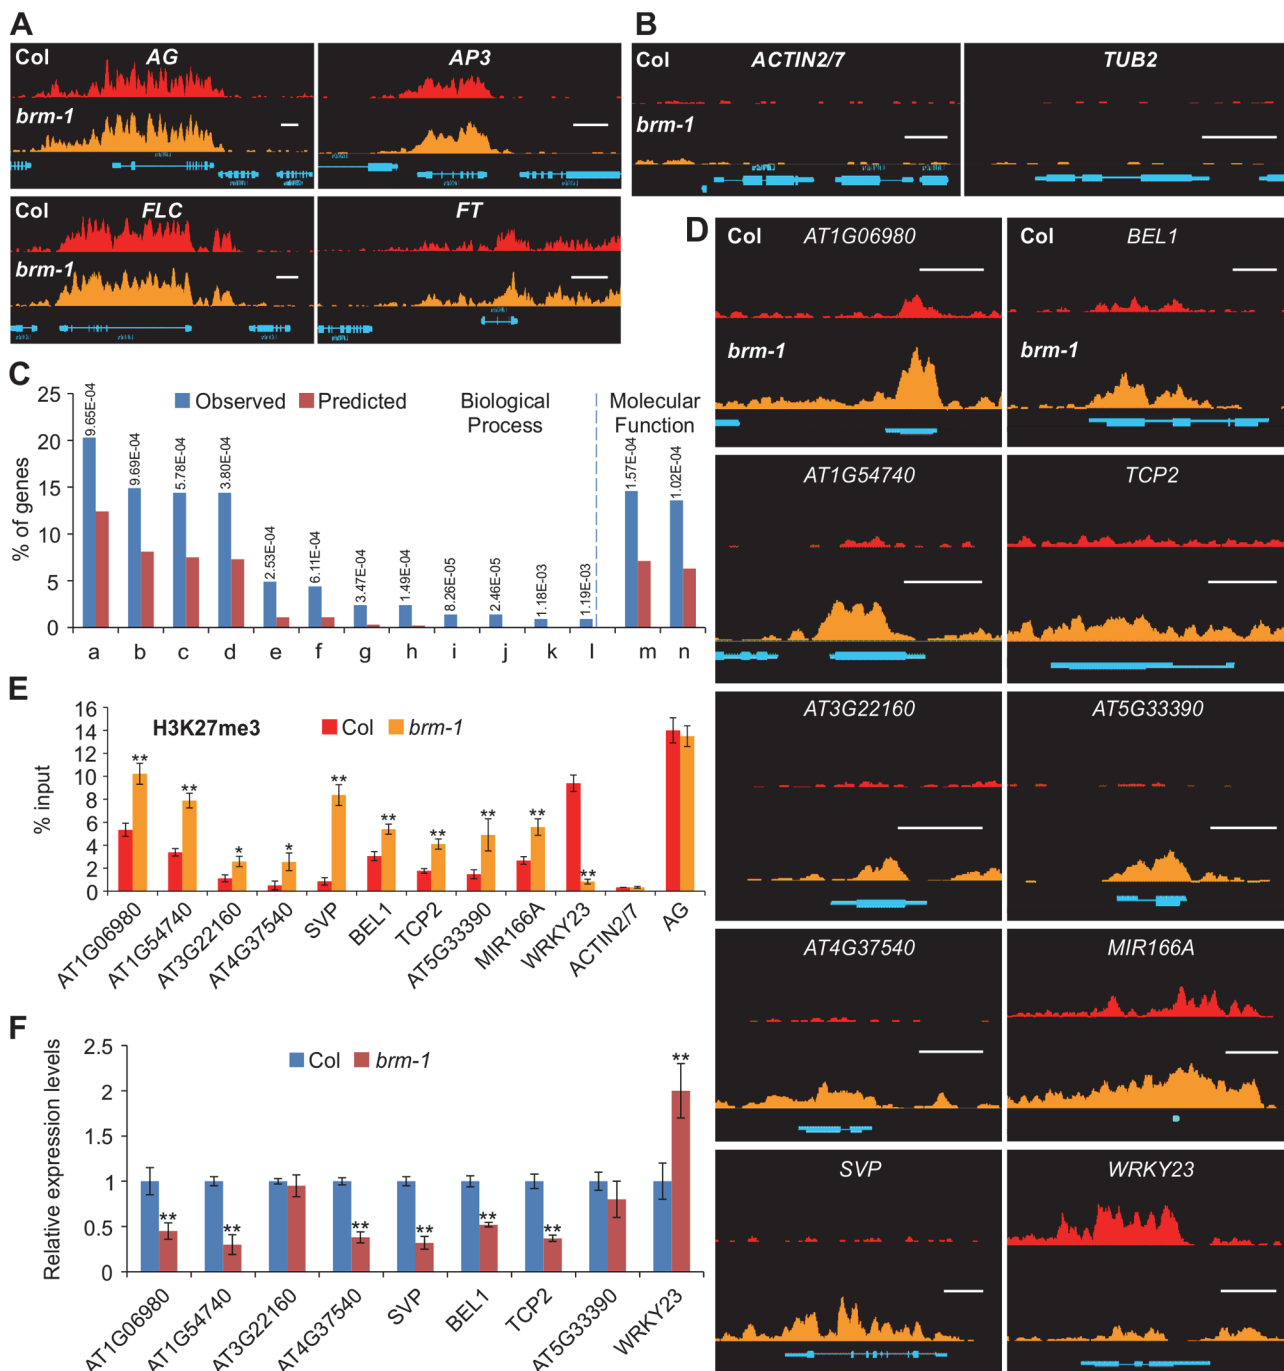 A
Col
AG
AP3
brm-1
Col
FLC
FT
brm-1
B
Col
ACTIN2/7
TUB2
brm-1
C
Observed
Predicted
Biological
Process
Molecular
Function
% of genes
25
20
15
10
5
0
9.65E-04
9.69E-04
5.78E-04
3.80E-04
2.53E-04
6.11E-04
3.47E-04
1.49E-04
8.26E-05
2.46E-05
1.18E-03
1.19E-03
1.57E-04
1.02E-04
a b c d e f g h i j k l m n
D
Col
AT1G06980
BEL1
brm-1
brm-1
AT1G54740
TCP2
AT3G22160
AT5G33390
AT4G37540
MIR166A
SVP
WRKY23
E
H3K27me3
Col
brm-1
% input
16
14
12
10
8
6
4
2
0
** ** * * ** ** ** ** ** **
AT1G06980
AT1G54740
AT3G22160
AT4G37540
SVP
BEL1
TCP2
AT5G33390
MIR166A
WRKY23
ACTIN2/7
AG
F
Col
brm-1
Relative expression levels
2.5
2
1.5
1
0.5
0
** ** ** ** ** ** **
AT1G06980
AT1G54740
AT3G22160
AT4G37540
SVP
BEL1
TCP2
AT5G33390
WRKY23